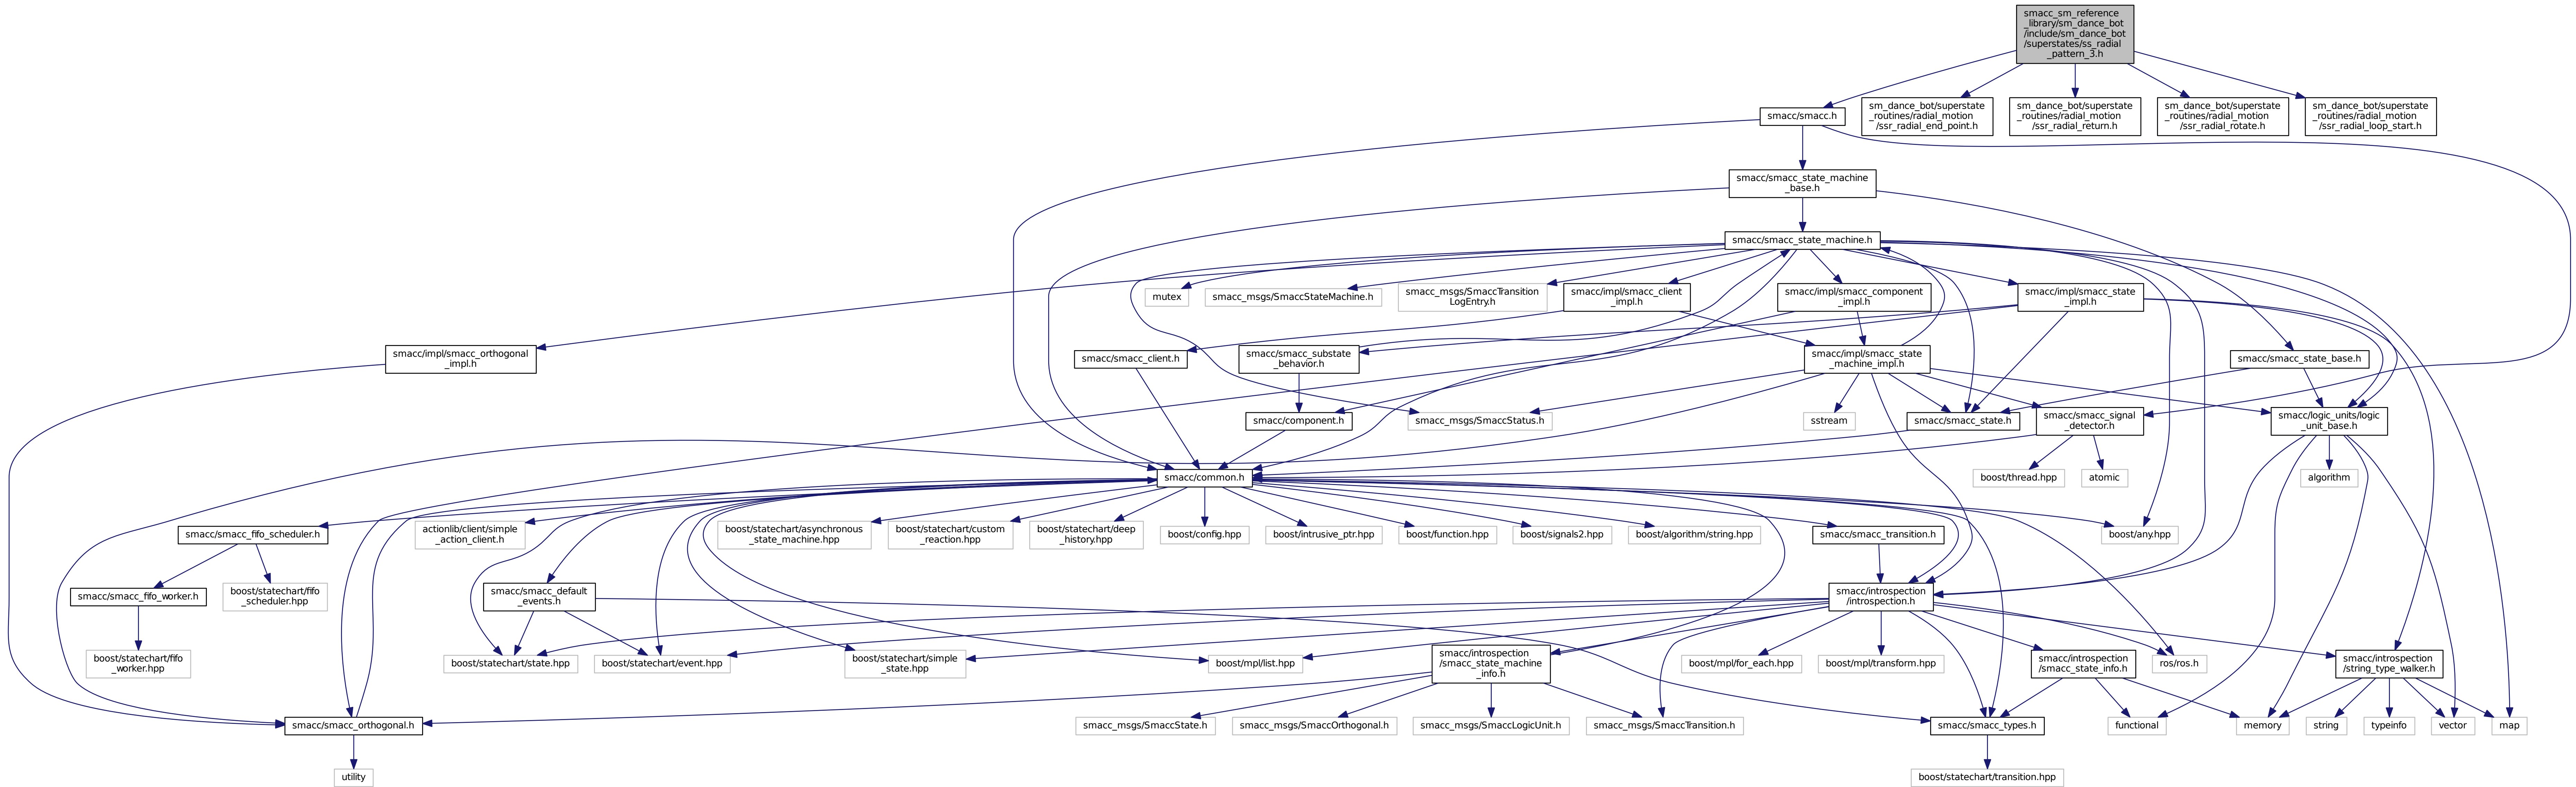 smacc_sm_reference
_library/sm_dance_bot
/include/sm_dance_bot
/superstates/ss_radial
_pattern_3.h
smacc/smacc.h
sm_dance_bot/superstate
_routines/radial_motion
/ssr_radial_end_point.h
sm_dance_bot/superstate
_routines/radial_motion
/ssr_radial_return.h
sm_dance_bot/superstate
_routines/radial_motion
/ssr_radial_rotate.h
sm_dance_bot/superstate
_routines/radial_motion
/ssr_radial_loop_start.h
smacc/smacc_state_machine
_base.h
smacc/smacc_state_machine.h
mutex
smacc_msgs/SmaccStateMachine.h
smacc_msgs/SmaccTransition
LogEntry.h
smacc/impl/smacc_client
_impl.h
smacc/impl/smacc_component
_impl.h
smacc/impl/smacc_state
_impl.h
smacc/impl/smacc_orthogonal
_impl.h
smacc/smacc_client.h
smacc/smacc_substate
_behavior.h
smacc/impl/smacc_state
_machine_impl.h
smacc/smacc_state_base.h
smacc/component.h
smacc_msgs/SmaccStatus.h
sstream
smacc/smacc_state.h
smacc/smacc_signal
_detector.h
smacc/logic_units/logic
_unit_base.h
smacc/common.h
boost/thread.hpp
atomic
algorithm
smacc/smacc_fifo_scheduler.h
actionlib/client/simple
_action_client.h
boost/statechart/asynchronous
_state_machine.hpp
boost/statechart/custom
_reaction.hpp
boost/statechart/deep
_history.hpp
boost/config.hpp
boost/intrusive_ptr.hpp
boost/function.hpp
boost/signals2.hpp
boost/algorithm/string.hpp
smacc/smacc_transition.h
boost/any.hpp
smacc/smacc_fifo_worker.h
boost/statechart/fifo
_scheduler.hpp
smacc/smacc_default
_events.h
smacc/introspection
/introspection.h
boost/statechart/fifo
_worker.hpp
boost/statechart/state.hpp
boost/statechart/event.hpp
boost/statechart/simple
_state.hpp
boost/mpl/list.hpp
smacc/introspection
/smacc_state_machine
_info.h
boost/mpl/for_each.hpp
boost/mpl/transform.hpp
smacc/introspection
/smacc_state_info.h
ros/ros.h
smacc/introspection
/string_type_walker.h
smacc/smacc_orthogonal.h
smacc_msgs/SmaccState.h
smacc_msgs/SmaccOrthogonal.h
smacc_msgs/SmaccLogicUnit.h
smacc_msgs/SmaccTransition.h
smacc/smacc_types.h
functional
memory
string
typeinfo
vector
map
utility
boost/statechart/transition.hpp